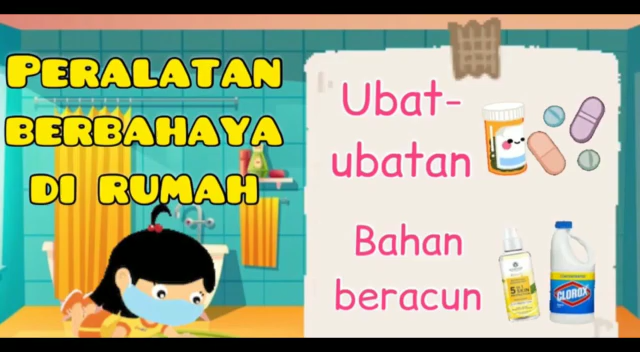 PERALATAN
BERBAHAYA
DI RUMAH
Ubat-
ubatan
Bahan
beracun
CLOROX